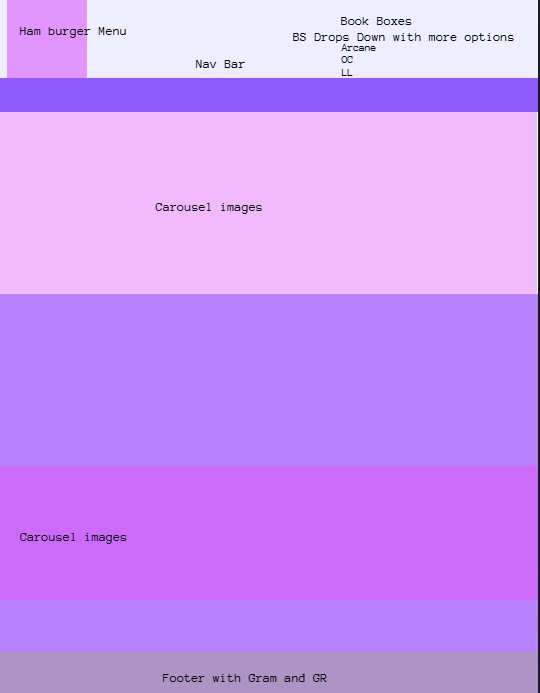 Ham burger Menu
Book Boxes
BS Drops Down with more options
Arcane
OC
LL
Nav Bar
Carousel images
Carousel images
Footer with Gram and GR